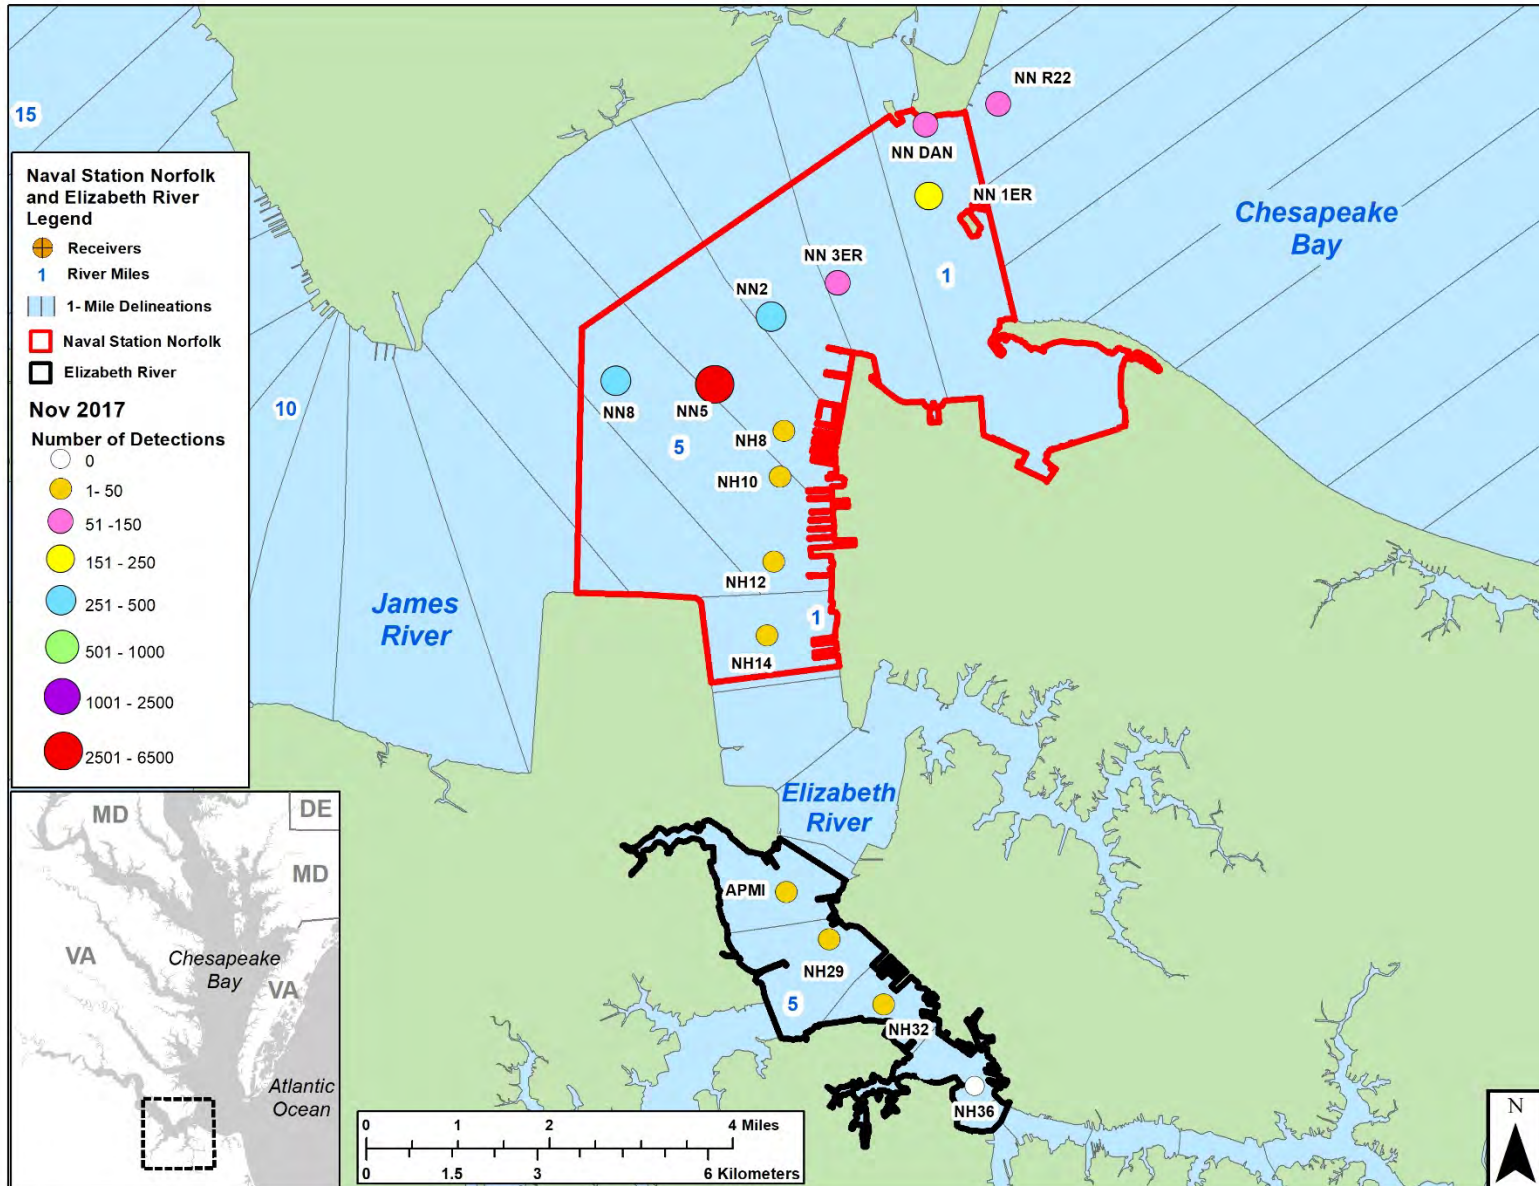 15
NN R22
NN DAN
NN 1ER
Chesapeake
Bay
NN 3ER
1
NN2
NN8
NN5
10
NH8
5
NH10
NH12
James
River
1
NH14
Elizabeth
River
APMI
NH29
5
NH32
NH36
Naval Station Norfolk
and Elizabeth River
Legend
Receivers
1 River Miles
1- Mile Delineations
Naval Station Norfolk
Elizabeth River
Nov 2017
Number of Detections
0
1- 50
51 -150
151 - 250
251 - 500
501 - 1000
1001 - 2500
2501 - 6500
MD
DE
MD
VA
Chesapeake
Bay
VA
Atlantic
Ocean
0 1 2 4 Miles
0 1.5 3 6 Kilometers
N